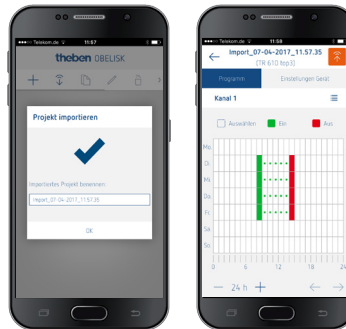 Telekom.de
11:57
theben OBELISK
Projekt importieren
Importiertes Projekt benennen:
Import_07-04-2017_11.57.35
OK
Telekom.de
11:58
Import_07-04-2017_11.57.35
[TR 610 top3]
Programm
Einstellungen Gerät
Kanal 1
Auswählen
Ein
Aus
Mo.
Di.
Mi.
Do.
Fr.
Sa.
So.
0 6 12 18 24
24 h